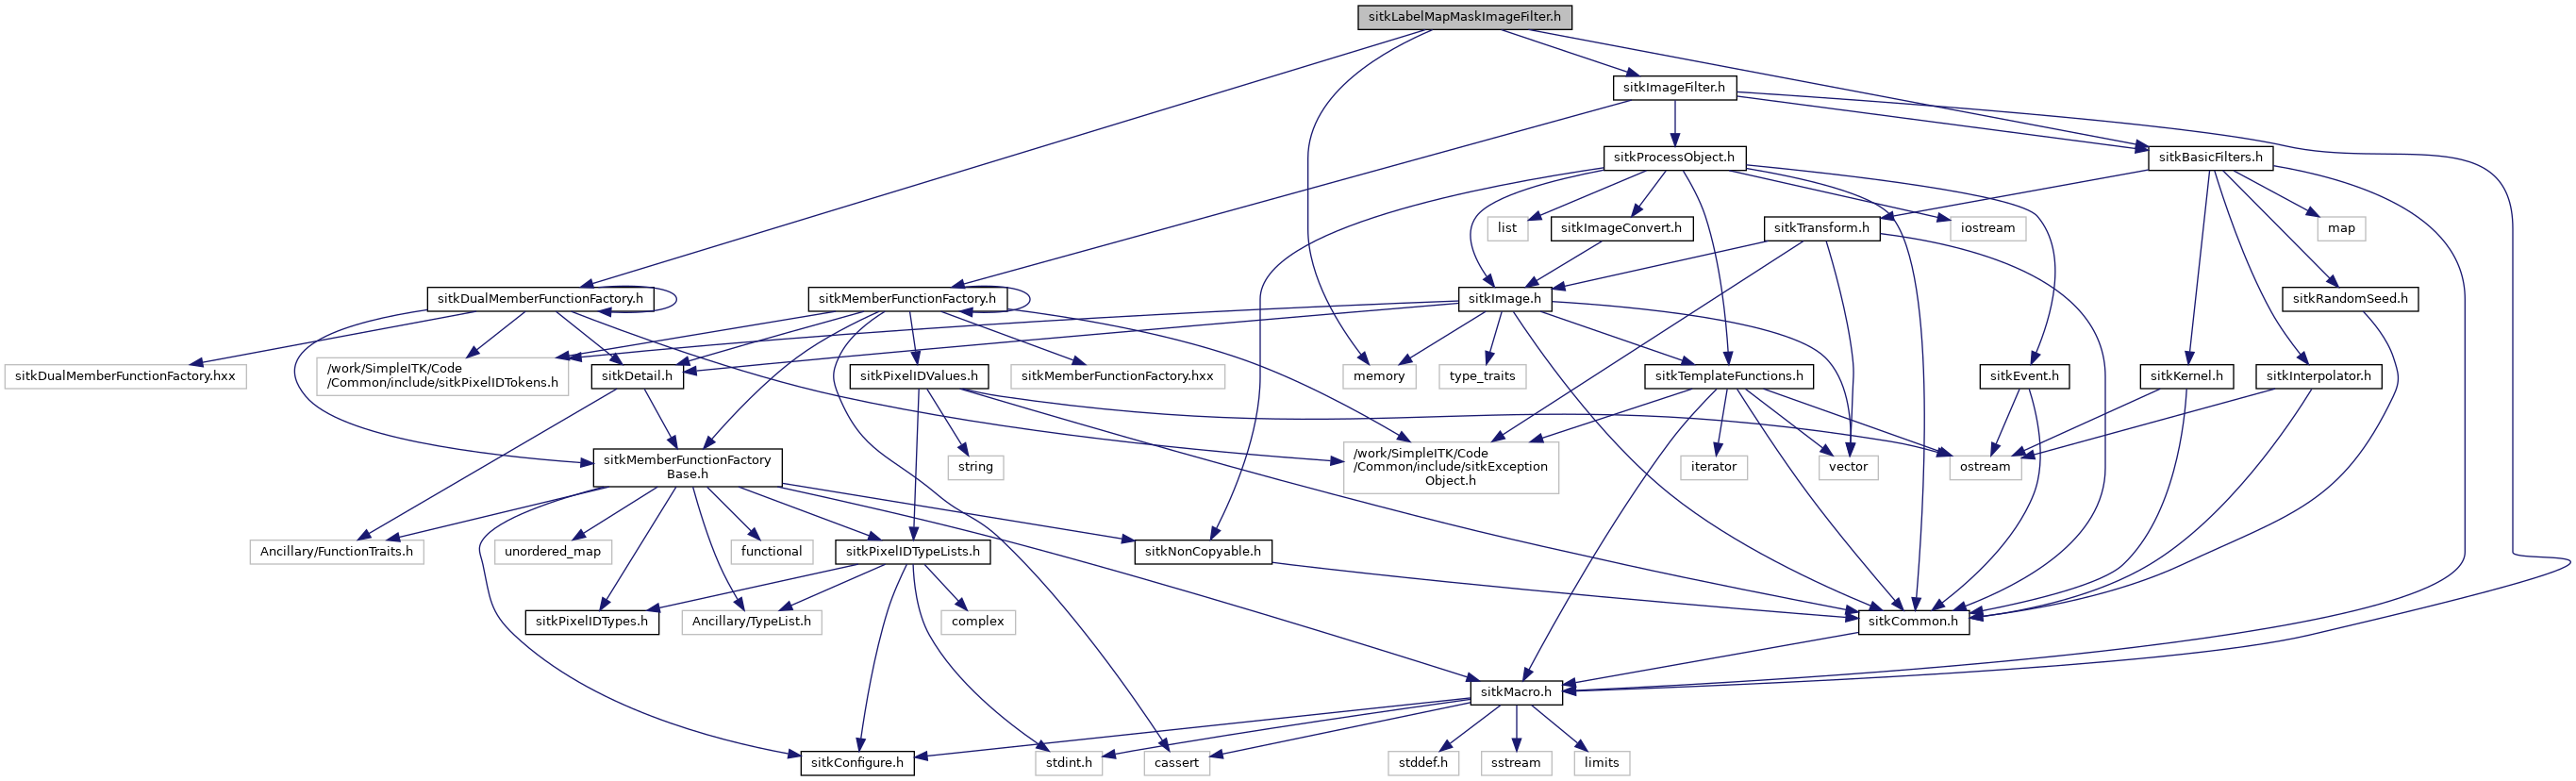 sitkLabelMapMaskImageFilter.h
sitkImageFilter.h
sitkProcessObject.h
sitkBasicFilters.h
list
sitkImageConvert.h
sitkTransform.h
iostream
map
sitkDualMemberFunctionFactory.h
sitkMemberFunctionFactory.h
sitkImage.h
sitkRandomSeed.h
sitkDualMemberFunctionFactory.hxx
/work/SimpleITK/Code
/Common/include/sitkPixelIDTokens.h
sitkDetail.h
sitkPixelIDValues.h
sitkMemberFunctionFactory.hxx
memory
type_traits
sitkTemplateFunctions.h
sitkEvent.h
sitkKernel.h
sitkInterpolator.h
sitkMemberFunctionFactory
Base.h
string
/work/SimpleITK/Code
/Common/include/sitkException
Object.h
iterator
vector
ostream
Ancillary/FunctionTraits.h
unordered_map
functional
sitkPixelIDTypeLists.h
sitkNonCopyable.h
sitkPixelIDTypes.h
Ancillary/TypeList.h
complex
sitkCommon.h
sitkMacro.h
sitkConfigure.h
stdint.h
cassert
stddef.h
sstream
limits